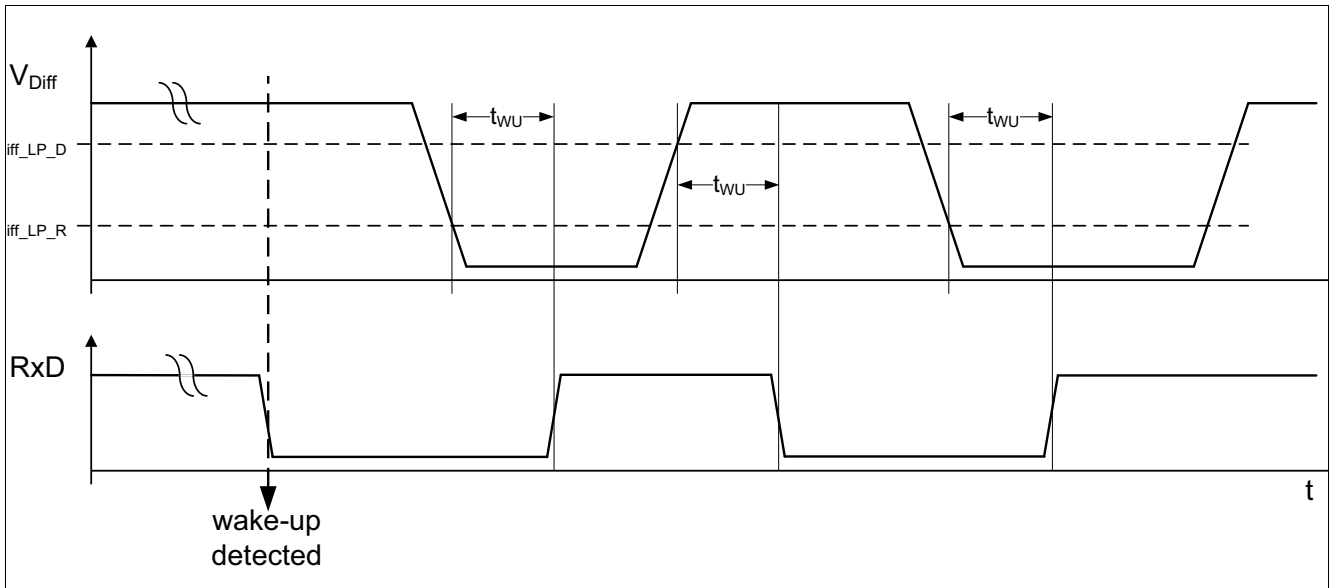 VDiff
tWU
tWU
iff_LP_D
tWU
iff_LP_R
RxD
t
wake-up
detected